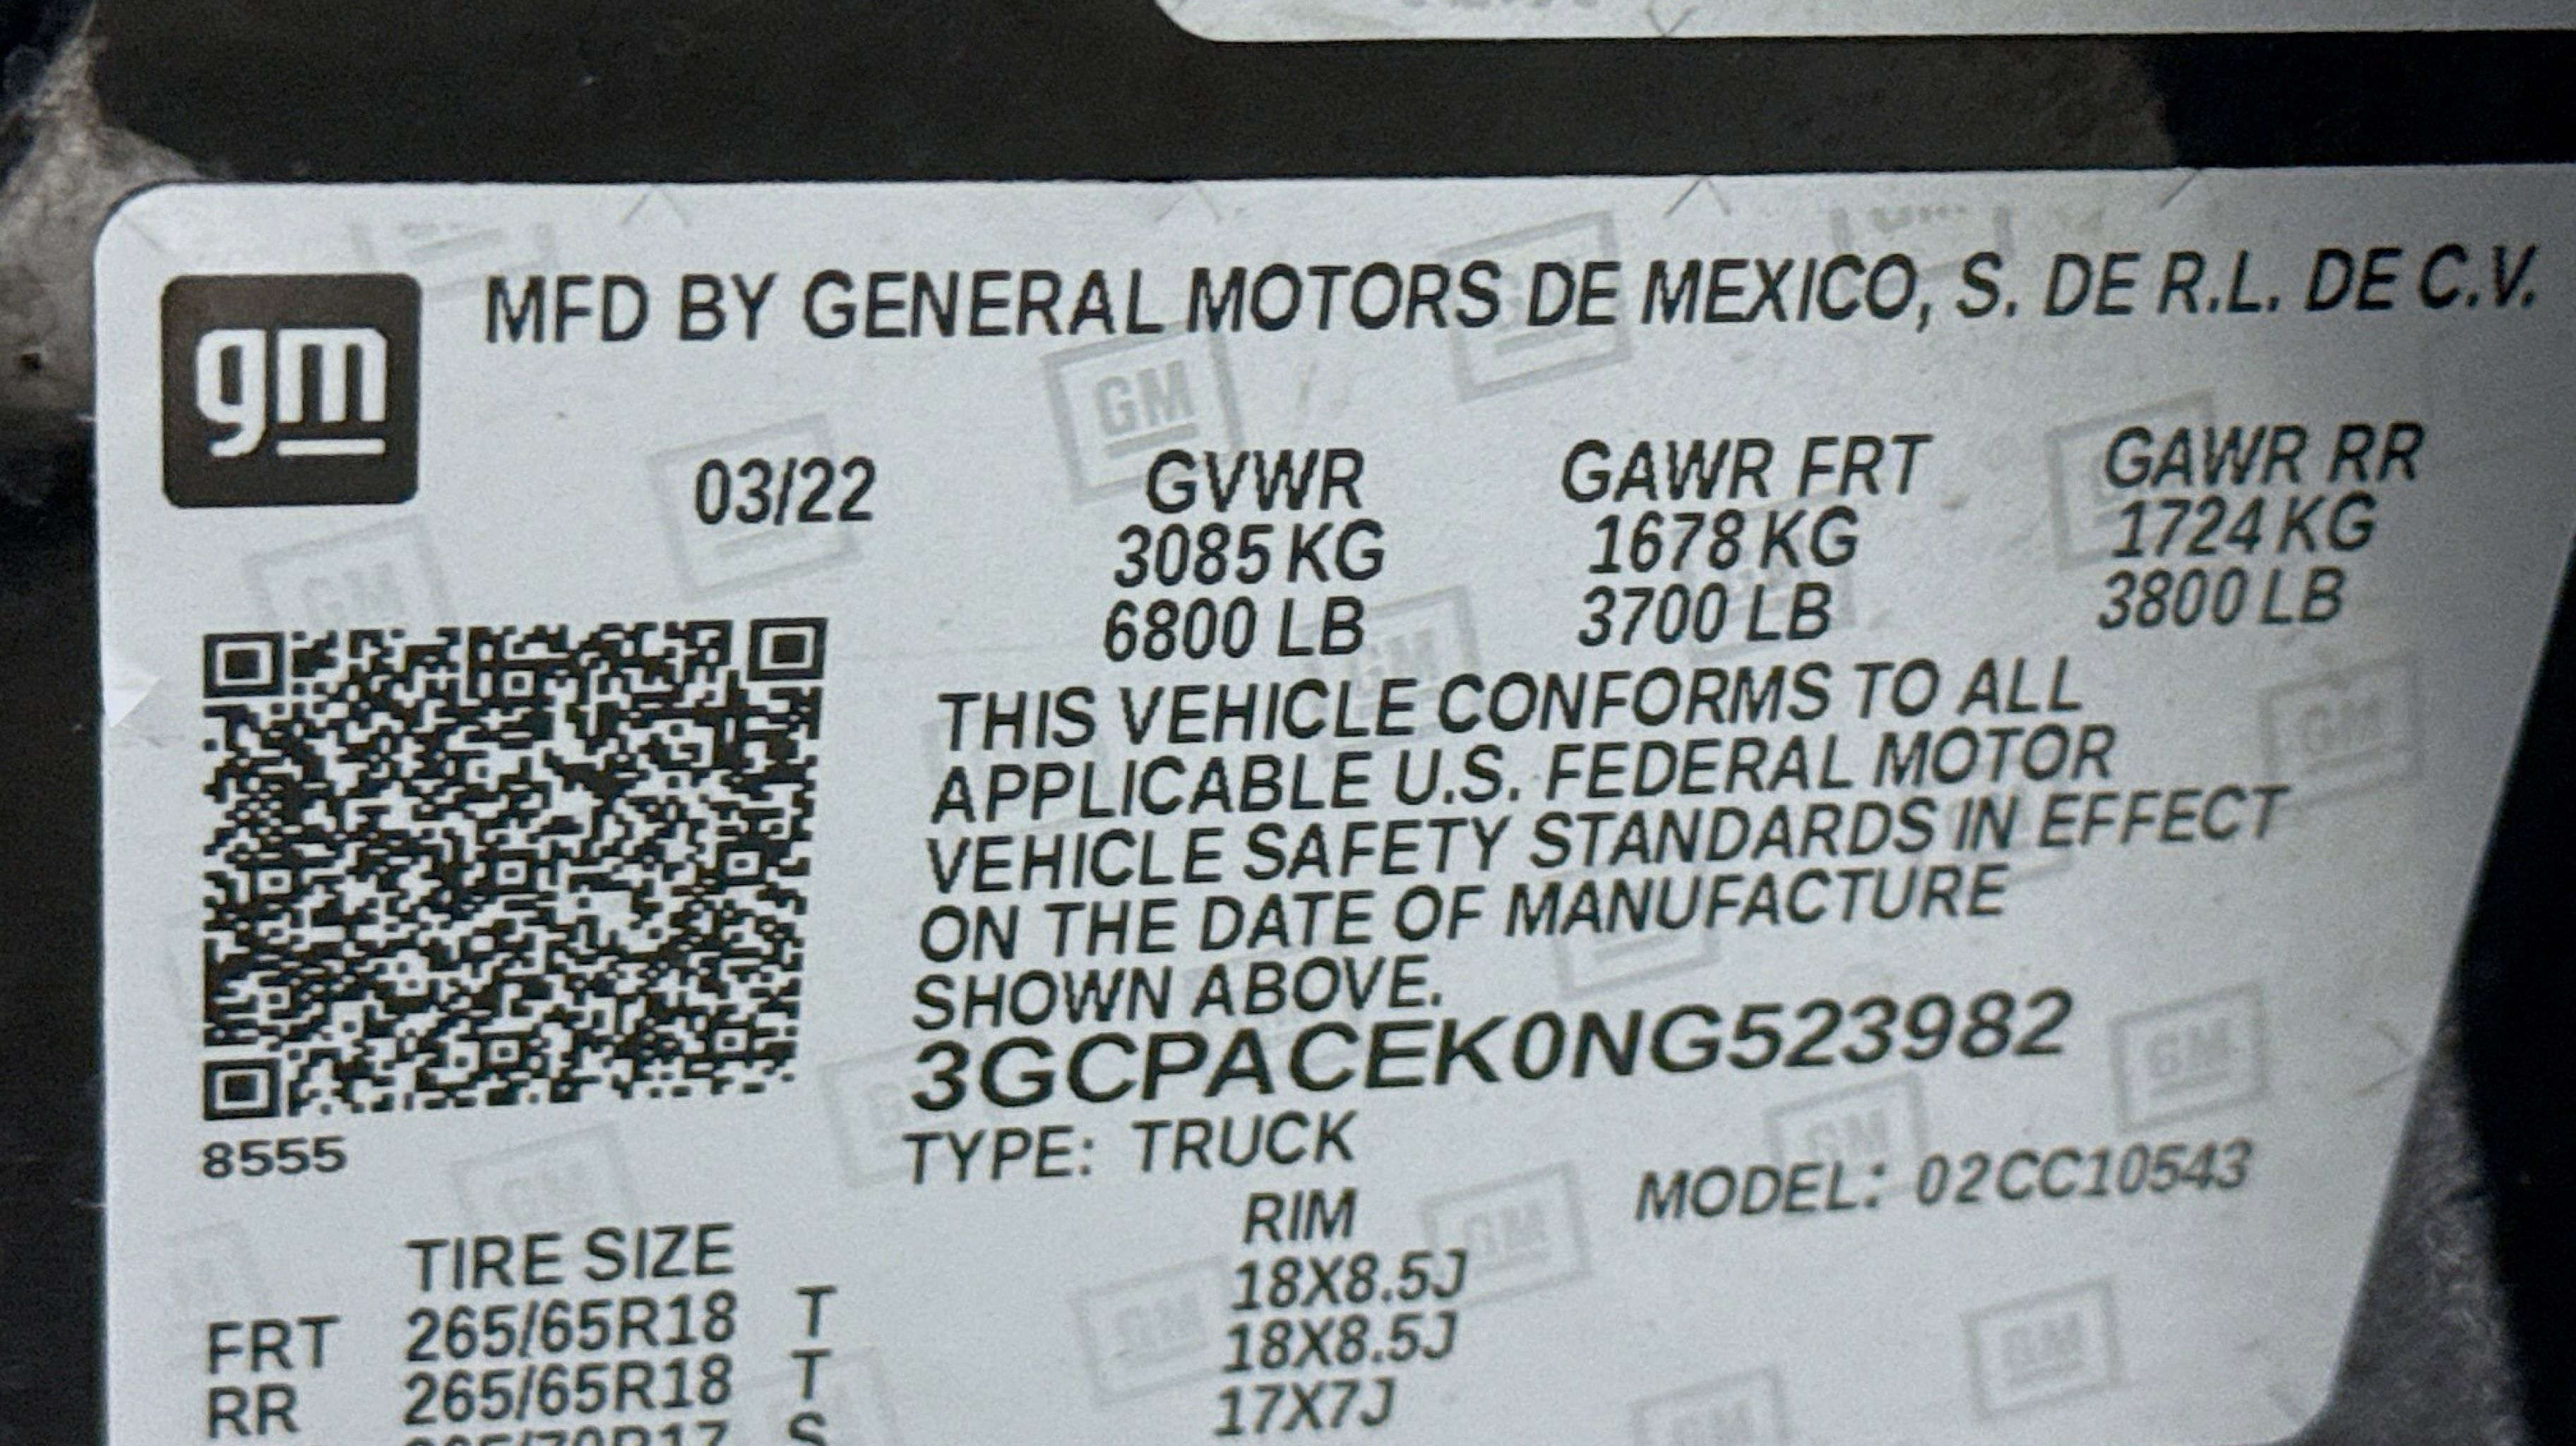 gm
MFD BY GENERAL MOTORS DE MEXICO, S. DE R.L. DE C.V.
03/22 GVWR GAWR FRT GAWR RR
3085 KG 1678 KG 1724 KG
6800 LB 3700 LB 3800 LB
THIS VEHICLE CONFORMS TO ALL
APPLICABLE U.S. FEDERAL MOTOR
VEHICLE SAFETY STANDARDS IN EFFECT
ON THE DATE OF MANUFACTURE
SHOWN ABOVE.
3GCPACEK0NG523982
8555
TYPE: TRUCK MODEL: 02CC10543
TIRE SIZE RIM
FRT 265/65R18 T 18X8.5J
RR 265/65R18 T 18X8.5J
S 17X7J